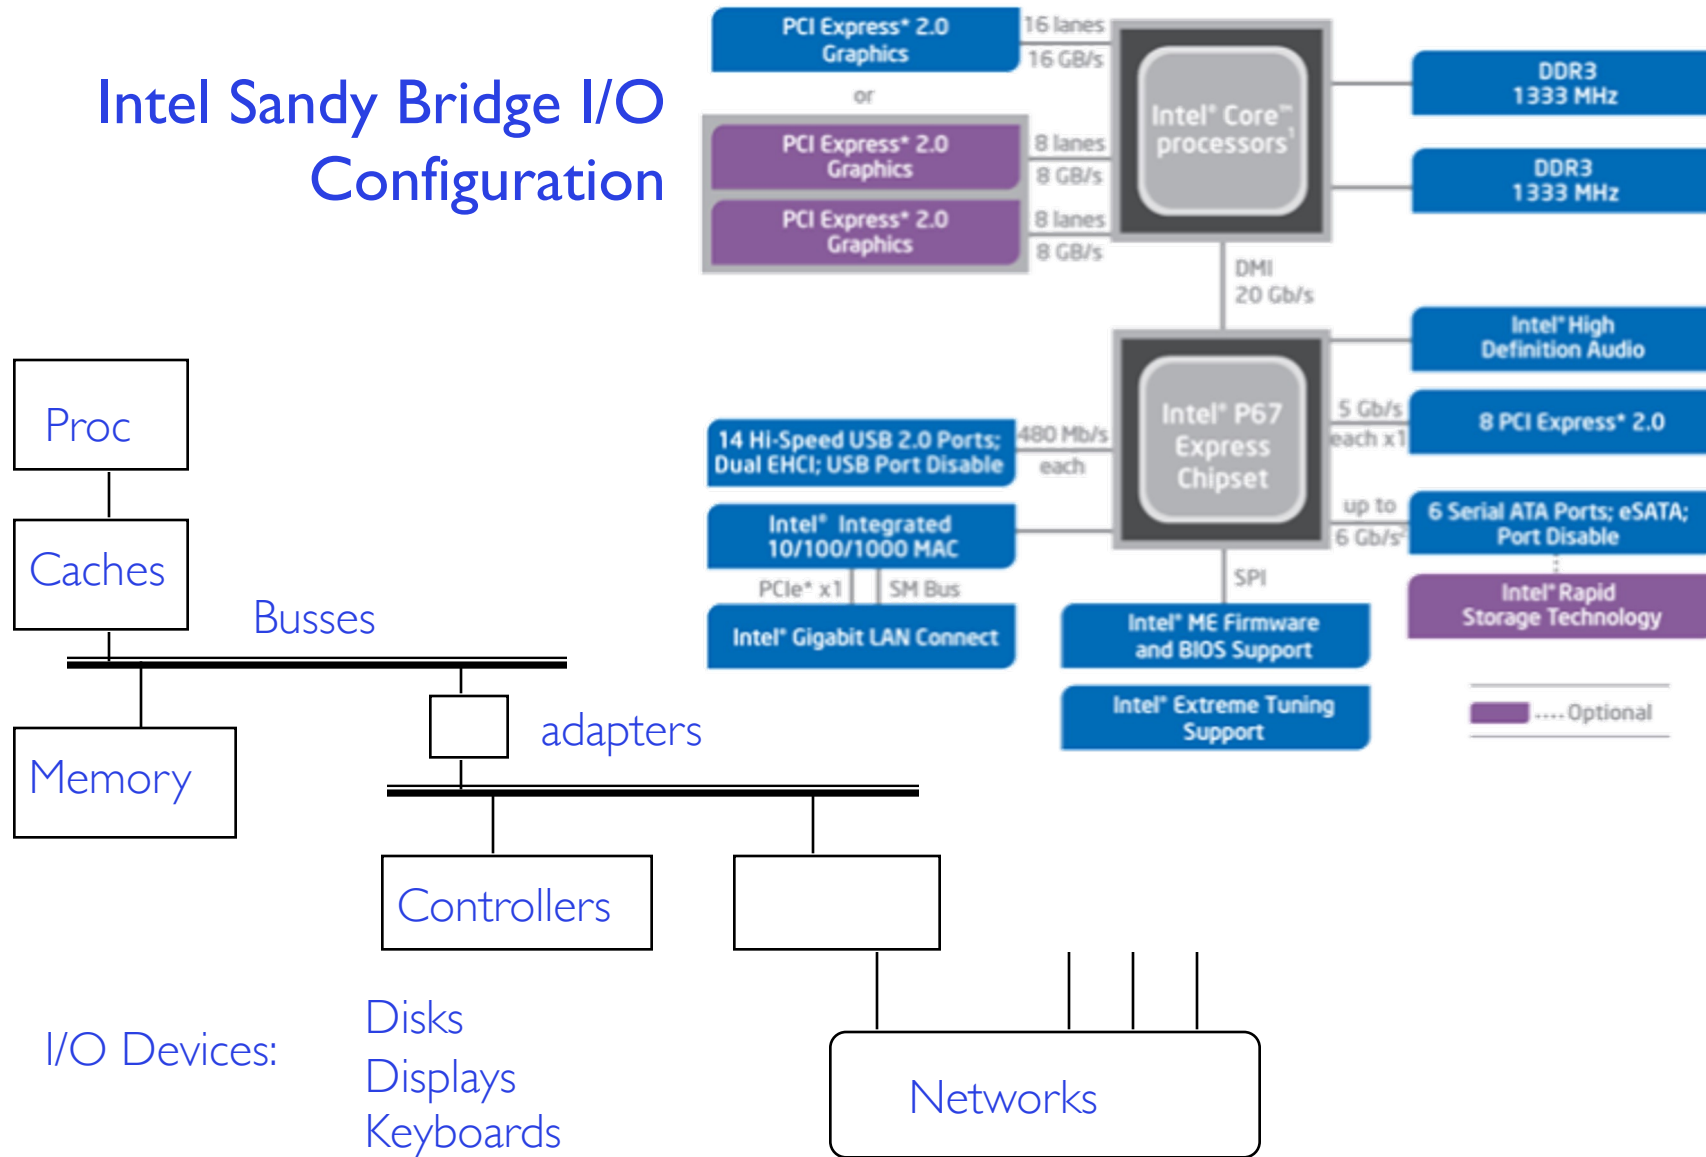 Intel Sandy Bridge I/O
Configuration
PCI Express* 2.0
Graphics
16 lanes
16 GB/s
or
PCI Express* 2.0
Graphics
8 lanes
8 GB/s
PCI Express* 2.0
Graphics
8 lanes
8 GB/s
Intel® Core™
processors¹
DDR3
1333 MHz
DDR3
1333 MHz
DMI
20 Gb/s
Intel® P67
Express
Chipset
Intel® High
Definition Audio
5 Gb/s
each x1
8 PCI Express* 2.0
up to
6 Gb/s²
6 Serial ATA Ports; eSATA;
Port Disable
Intel® Rapid
Storage Technology
14 Hi-Speed USB 2.0 Ports;
Dual EHCI; USB Port Disable
480 Mb/s
each
Intel® Integrated
10/100/1000 MAC
PCIe* x1
SM Bus
Intel® Gigabit LAN Connect
SPI
Intel® ME Firmware
and BIOS Support
Intel® Extreme Tuning
Support
.... Optional
Proc
Caches
Busses
Memory
adapters
Controllers
I/O Devices:
Disks
Displays
Keyboards
Networks